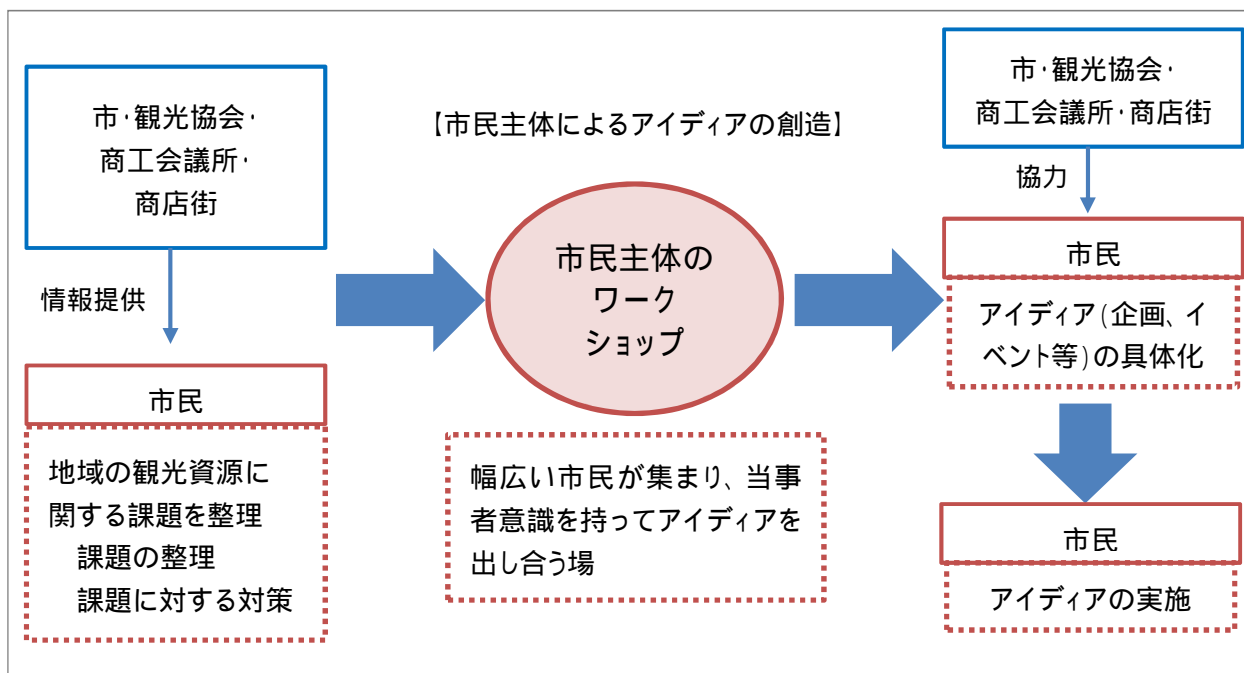 市・観光協会・
商工会議所・
商店街
情報提供
市民
地域の観光資源に
関する課題を整理
課題の整理
課題に対する対策
【市民主体によるアイディアの創造】
市民主体の
ワーク
ショップ
幅広い市民が集まり、当事
者意識を持ってアイディアを
出し合う場
市・観光協会・
商工会議所・商店街
協力
市民
アイディア(企画、イ
ベント等)の具体化
市民
アイディアの実施